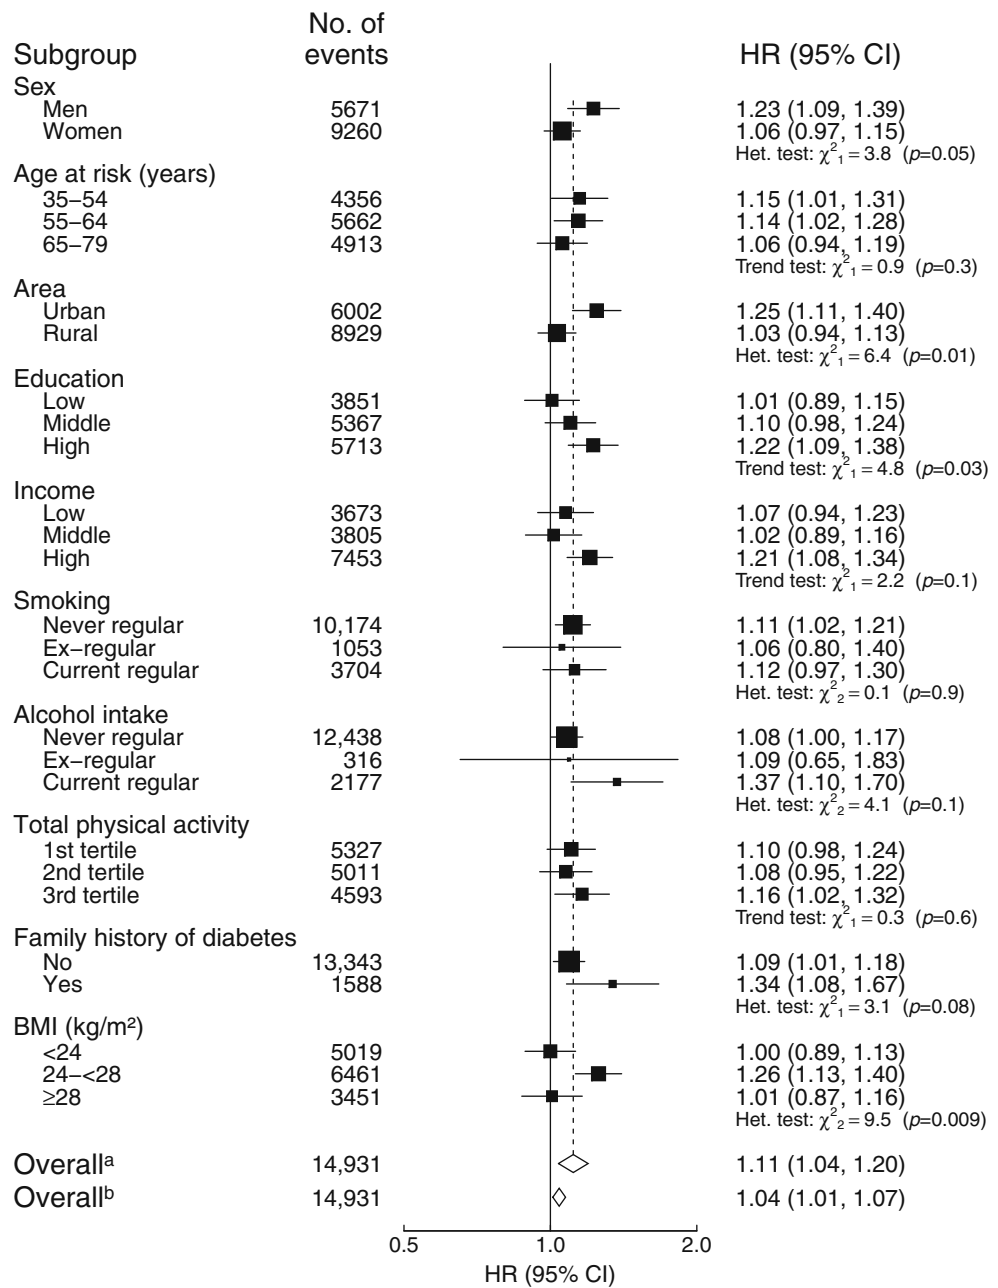 No. of
Subgroup events HR (95% CI)
Sex
Men 5671 1.23 (1.09, 1.39)
Women 9260 1.06 (0.97, 1.15)
Het. test: χ²₁ = 3.8 (p=0.05)
Age at risk (years)
35–54 4356 1.15 (1.01, 1.31)
55–64 5662 1.14 (1.02, 1.28)
65–79 4913 1.06 (0.94, 1.19)
Trend test: χ²₁ = 0.9 (p=0.3)
Area
Urban 6002 1.25 (1.11, 1.40)
Rural 8929 1.03 (0.94, 1.13)
Het. test: χ²₁ = 6.4 (p=0.01)
Education
Low 3851 1.01 (0.89, 1.15)
Middle 5367 1.10 (0.98, 1.24)
High 5713 1.22 (1.09, 1.38)
Trend test: χ²₁ = 4.8 (p=0.03)
Income
Low 3673 1.07 (0.94, 1.23)
Middle 3805 1.02 (0.89, 1.16)
High 7453 1.21 (1.08, 1.34)
Trend test: χ²₁ = 2.2 (p=0.1)
Smoking
Never regular 10,174 1.11 (1.02, 1.21)
Ex–regular 1053 1.06 (0.80, 1.40)
Current regular 3704 1.12 (0.97, 1.30)
Het. test: χ²₂ = 0.1 (p=0.9)
Alcohol intake
Never regular 12,438 1.08 (1.00, 1.17)
Ex–regular 316 1.09 (0.65, 1.83)
Current regular 2177 1.37 (1.10, 1.70)
Het. test: χ²₂ = 4.1 (p=0.1)
Total physical activity
1st tertile 5327 1.10 (0.98, 1.24)
2nd tertile 5011 1.08 (0.95, 1.22)
3rd tertile 4593 1.16 (1.02, 1.32)
Trend test: χ²₁ = 0.3 (p=0.6)
Family history of diabetes
No 13,343 1.09 (1.01, 1.18)
Yes 1588 1.34 (1.08, 1.67)
Het. test: χ²₁ = 3.1 (p=0.08)
BMI (kg/m²)
<24 5019 1.00 (0.89, 1.13)
24–<28 6461 1.26 (1.13, 1.40)
≥28 3451 1.01 (0.87, 1.16)
Het. test: χ²₂ = 9.5 (p=0.009)
Overallᵃ 14,931 1.11 (1.04, 1.20)
Overallᵇ 14,931 1.04 (1.01, 1.07)
0.5 1.0 2.0
HR (95% CI)